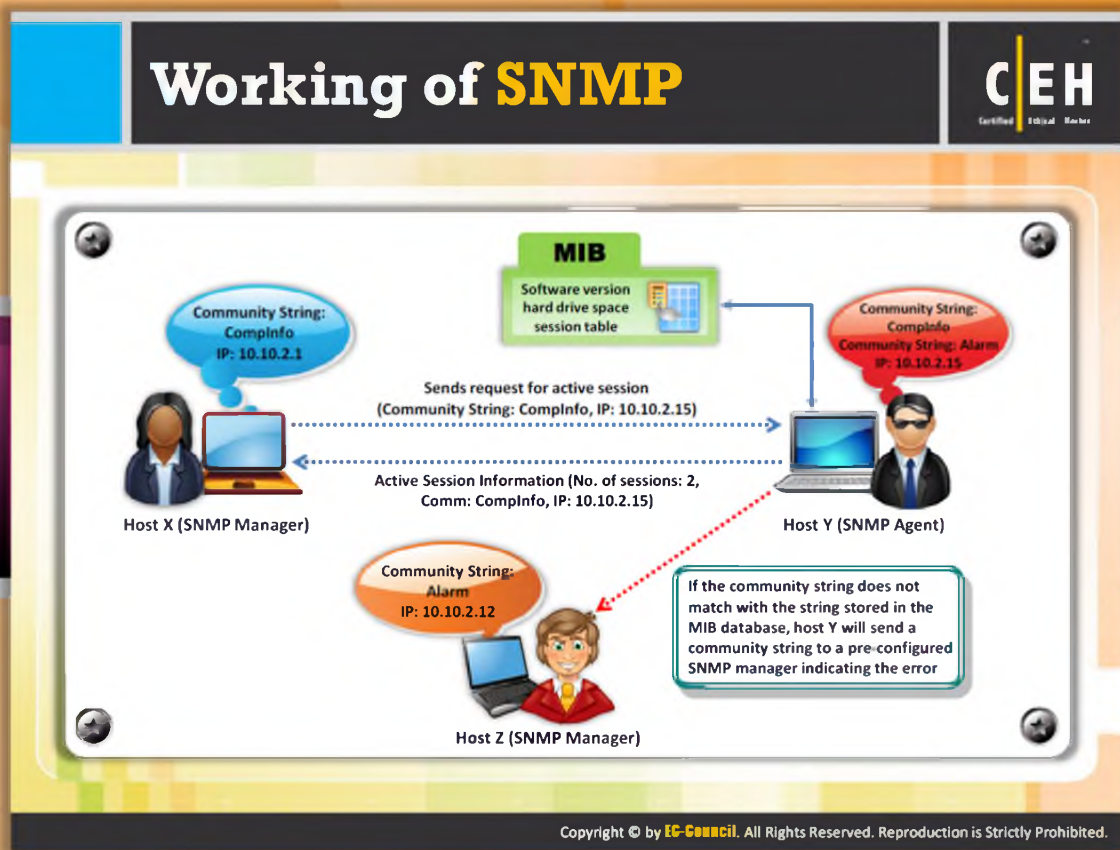 Working of SNMP
CEH
Certified Ethical Hacker
MIB
Software version
hard drive space
session table
Community String:
CompInfo
IP: 10.10.2.1
Community String:
CompInfo
Community String: Alarm
IP: 10.10.2.15
Sends request for active session
(Community String: CompInfo, IP: 10.10.2.15)
Active Session Information (No. of sessions: 2,
Comm: CompInfo, IP: 10.10.2.15)
Host X (SNMP Manager)
Host Y (SNMP Agent)
Community String:
Alarm
IP: 10.10.2.12
If the community string does not
match with the string stored in the
MIB database, host Y will send a
community string to a pre-configured
SNMP manager indicating the error
Host Z (SNMP Manager)
Copyright © by EC-Council. All Rights Reserved. Reproduction is Strictly Prohibited.